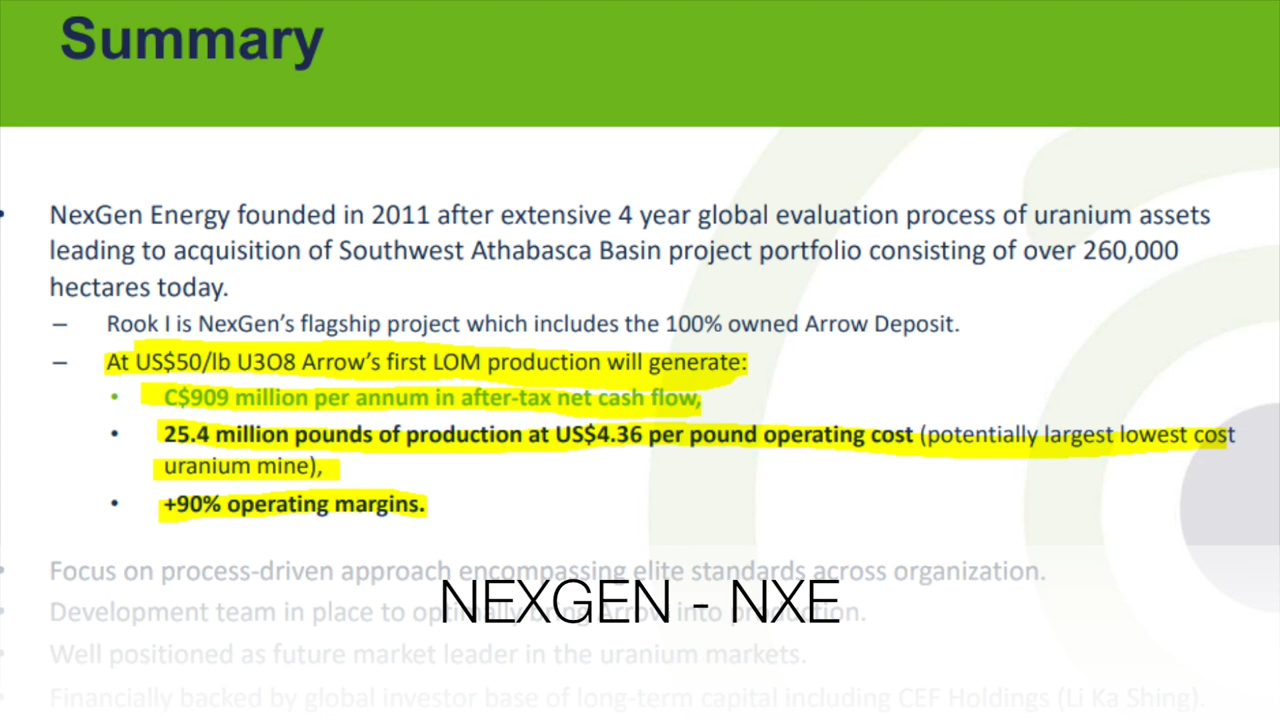 Summary
• NexGen Energy founded in 2011 after extensive 4 year global evaluation process of uranium assets
leading to acquisition of Southwest Athabasca Basin project portfolio consisting of over 260,000
hectares today.
– Rook I is NexGen’s flagship project which includes the 100% owned Arrow Deposit.
– At US$50/lb U3O8 Arrow’s first LOM production will generate:
• C$909 million per annum in after-tax net cash flow,
• 25.4 million pounds of production at US$4.36 per pound operating cost (potentially largest lowest cost
uranium mine),
• +90% operating margins.
• Focus on process-driven approach encompassing elite standards across organization.
NEXGEN - NXE
• Development team in place to optimally bring Arrow into production.
• Well positioned as future market leader in the uranium markets.
• Financially backed by global investor base of long-term capital including CEF Holdings (Li Ka Shing).